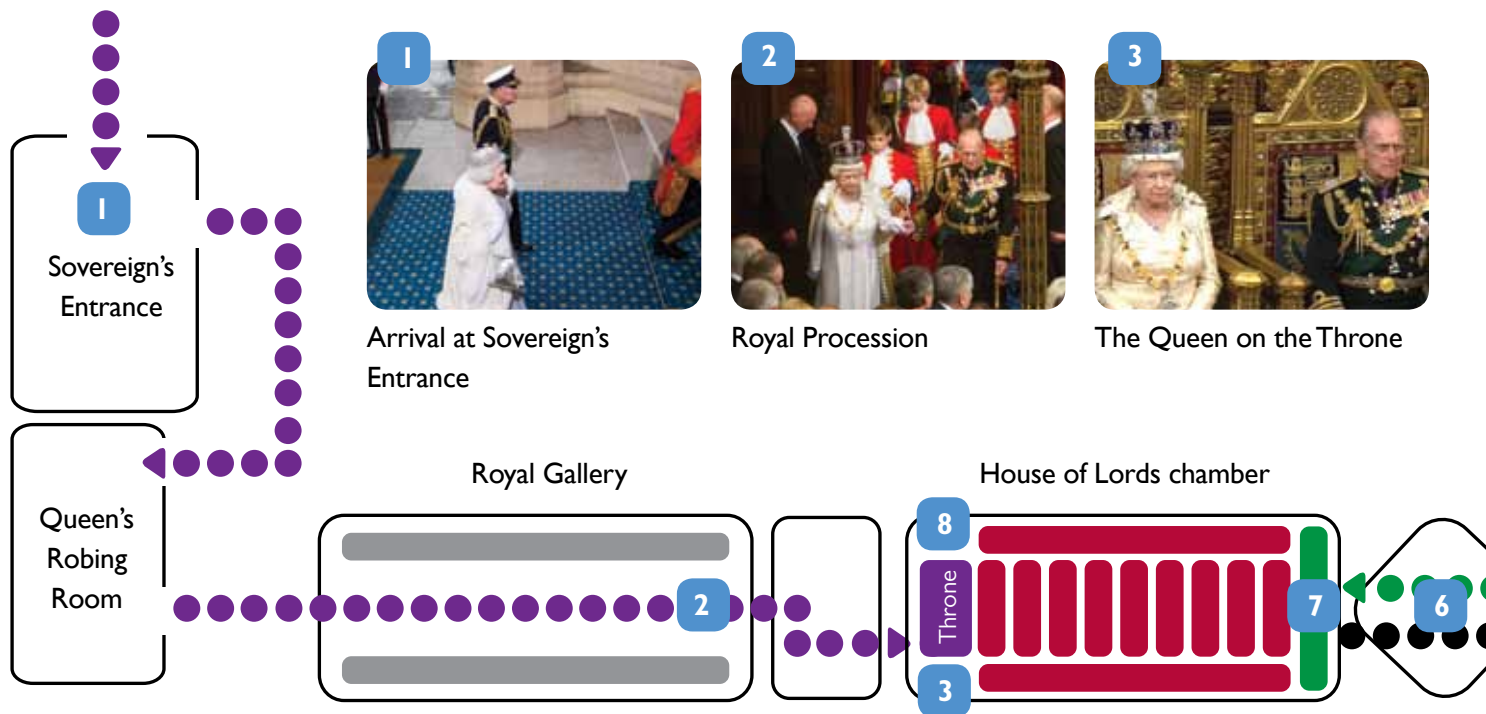 1
2
3
Arrival at Sovereign’s
Entrance
Royal Procession
The Queen on the Throne
1
Sovereign’s
Entrance
Queen’s
Robing
Room
Royal Gallery
2
House of Lords chamber
8
Throne
3
7
6